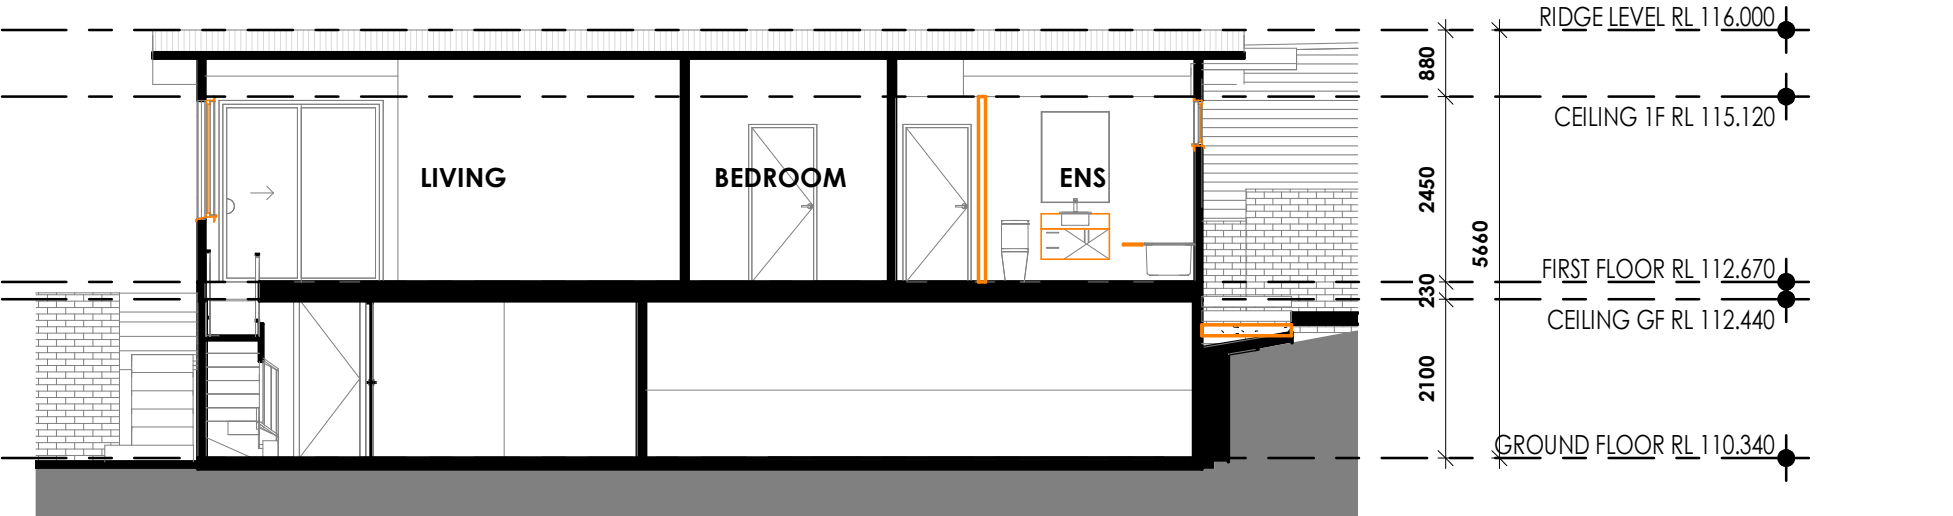 RIDGE LEVEL RL 116.000
880
CEILING 1F RL 115.120
LIVING
BEDROOM
ENS
2450
5660
FIRST FLOOR RL 112.670
230
CEILING GF RL 112.440
2100
GROUND FLOOR RL 110.340